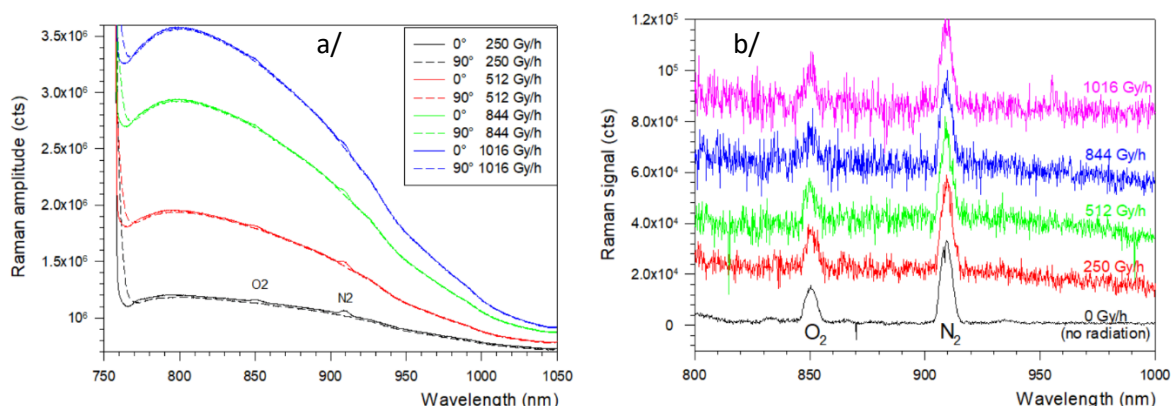 a/
Raman amplitude (cts)
3.5x10⁶
3x10⁶
2.5x10⁶
2x10⁶
1.5x10⁶
10⁶
0° 250 Gy/h
90° 250 Gy/h
0° 512 Gy/h
90° 512 Gy/h
0° 844 Gy/h
90° 844 Gy/h
0° 1016 Gy/h
90° 1016 Gy/h
O2
N2
750 800 850 900 950 1000 1050
Wavelength (nm)
b/
Raman signal (cts)
1.2x10⁵
10⁵
8.0x10⁴
6.0x10⁴
4.0x10⁴
2.0x10⁴
0
1016 Gy/h
844 Gy/h
512 Gy/h
250 Gy/h
0 Gy/h
(no radiation)
O₂
N₂
800 850 900 950 1000
Wavelength (nm)